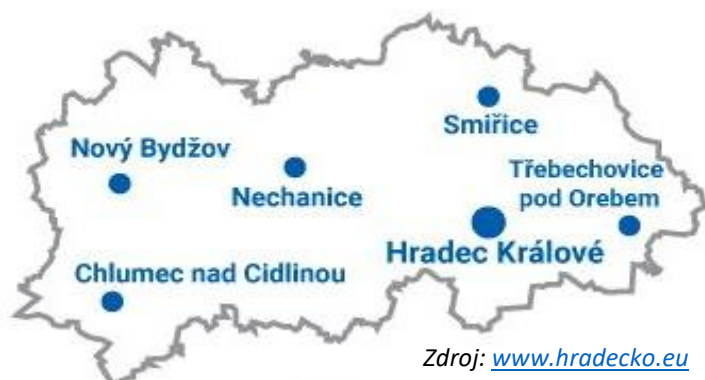 Smiřice
Nový Bydžov
Nechanice
Třebechovice
pod Orebem
Hradec Králové
Chlumec nad Cidlinou
Zdroj: www.hradecko.eu